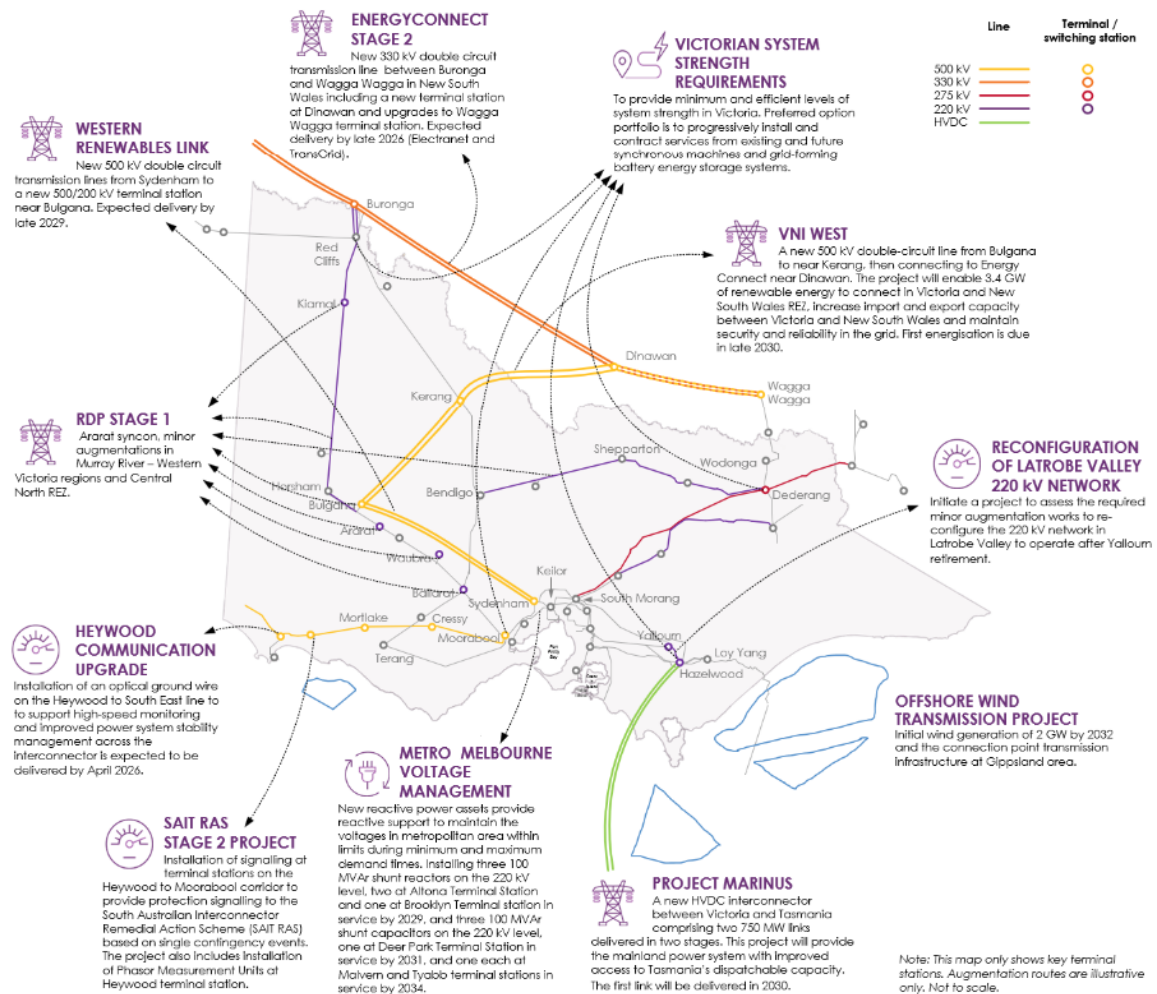 ENERGYCONNECT
STAGE 2
New 330 kV double circuit
transmission line between Buronga
and Wagga Wagga in New South
Wales including a new terminal station
at Dinawan and upgrades to Wagga
Wagga terminal station. Expected
delivery by late 2026 (Electranet and
TransGrid).
VICTORIAN SYSTEM
STRENGTH
REQUIREMENTS
To provide minimum and efficient levels of
system strength in Victoria. Preferred option
portfolio is to progressively install and
contract services from existing and future
synchronous machines and grid-forming
battery energy storage systems.
Line
Terminal /
switching station
500 kV
330 kV
275 kV
220 kV
HVDC
WESTERN
RENEWABLES LINK
New 500 kV double circuit
transmission lines from Sydenham to
a new 500/200 kV terminal station
near Bulgana. Expected delivery by
late 2029.
VNI WEST
A new 500 kV double-circuit line from Bulgana
to near Kerang, then connecting to Energy
Connect near Dinawan. The project will enable 3.4 GW
of renewable energy to connect in Victoria and New
South Wales REZ, increase import and export capacity
between Victoria and New South Wales and maintain
security and reliability in the grid. First energisation is due
in late 2030.
Buronga
Red
Cliffs
Kiamal
Dinawan
Kerang
Wagga
Wagga
RDP STAGE 1
Ararat syncon, minor
augmentations in
Murray River – Western
Victoria regions and Central
North REZ.
Shepparton
Wodonga
Horsham
Bendigo
Dederang
Bulgana
Ararat
Waubra
Ballarat
Keilor
Sydenham
South Morang
Mortlake
Cressy
Moorabool
Terang
Yallourn
Loy Yang
Hazelwood
RECONFIGURATION
OF LATROBE VALLEY
220 kV NETWORK
Initiate a project to assess the required
minor augmentation works to re-
configure the 220 kV network in
Latrobe Valley to operate after Yallourn
retirement.
HEYWOOD
COMMUNICATION
UPGRADE
Installation of an optical ground wire
on the Heywood to South East line to
to support high-speed monitoring
and improved power system stability
management across the
interconnector is expected to be
delivered by April 2026.
OFFSHORE WIND
TRANSMISSION PROJECT
Initial wind generation of 2 GW by 2032
and the connection point transmission
infrastructure at Gippsland area.
SAIT RAS
STAGE 2 PROJECT
Installation of signalling at
terminal stations on the
Heywood to Moorabool corridor to
provide protection signalling to the
South Australian Interconnector
Remedial Action Scheme (SAIT RAS)
based on single contingency events.
The project also includes installation
of Phasor Measurement Units at
Heywood terminal station.
METRO MELBOURNE
VOLTAGE
MANAGEMENT
New reactive power assets provide
reactive support to maintain the
voltages in metropolitan area within
limits during minimum and maximum
demand times. Installing three 100
MVAr shunt reactors on the 220 kV
level, two at Altona Terminal Station
and one at Brooklyn Terminal station in
service by 2029, and three 100 MVAr
shunt capacitors on the 220 kV level,
one at Deer Park Terminal Station in
service by 2031, and one each at
Malvern and Tyabb terminal stations in
service by 2034.
PROJECT MARINUS
A new HVDC interconnector
between Victoria and Tasmania
comprising two 750 MW links
delivered in two stages. This project will provide
the mainland power system with improved
access to Tasmania's dispatchable capacity.
The first link will be delivered in 2030.
Note: This map only shows key terminal
stations. Augmentation routes are illustrative
only. Not to scale.